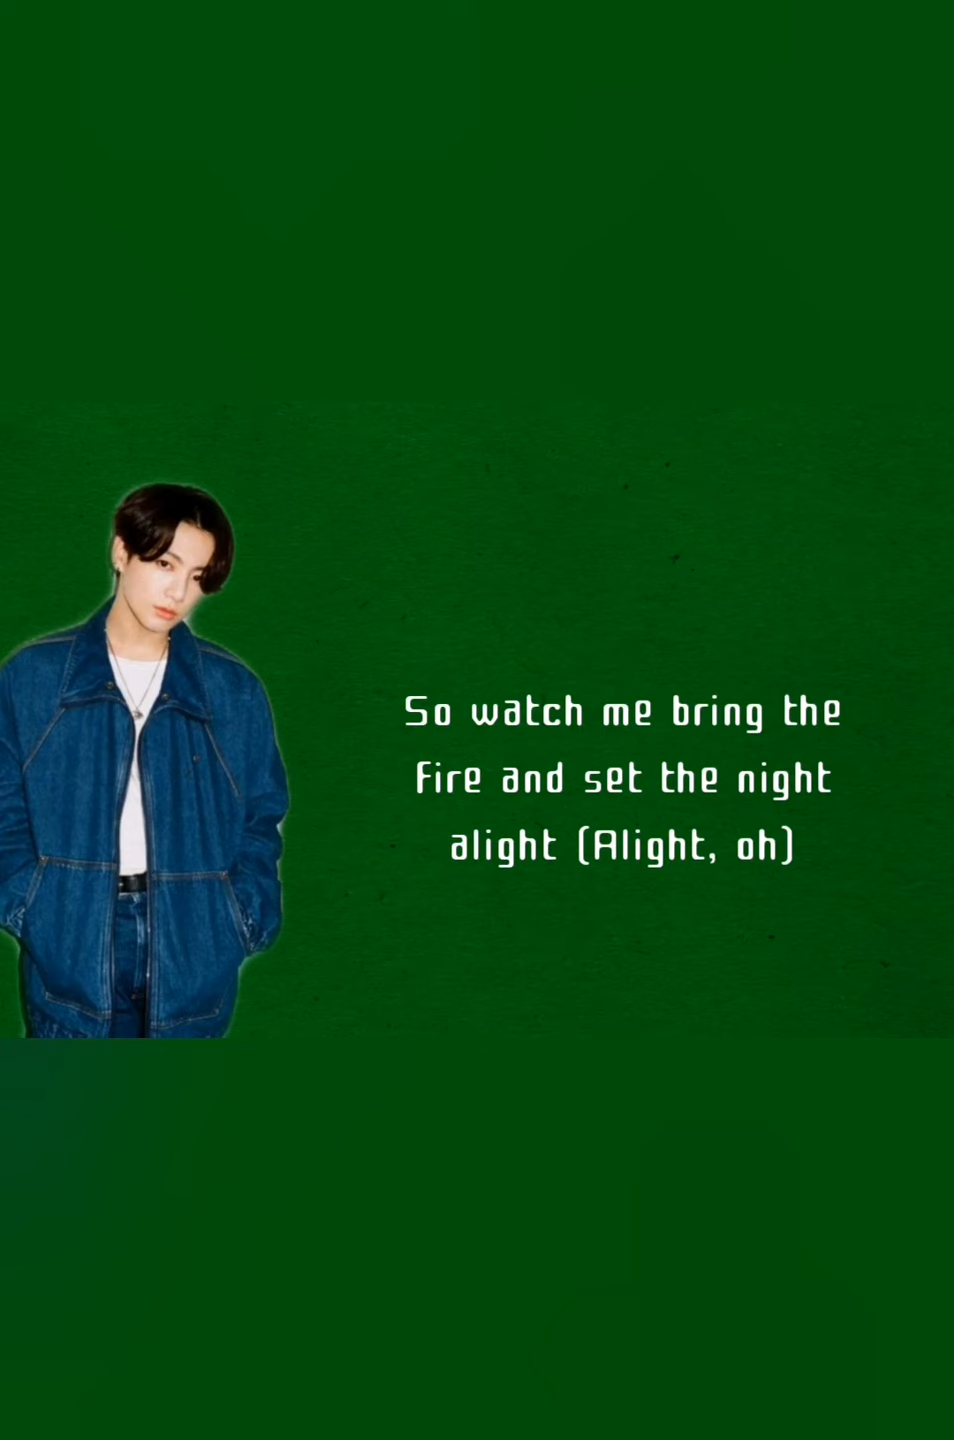 So watch me bring the
fire and set the night
alight (Alight, oh)